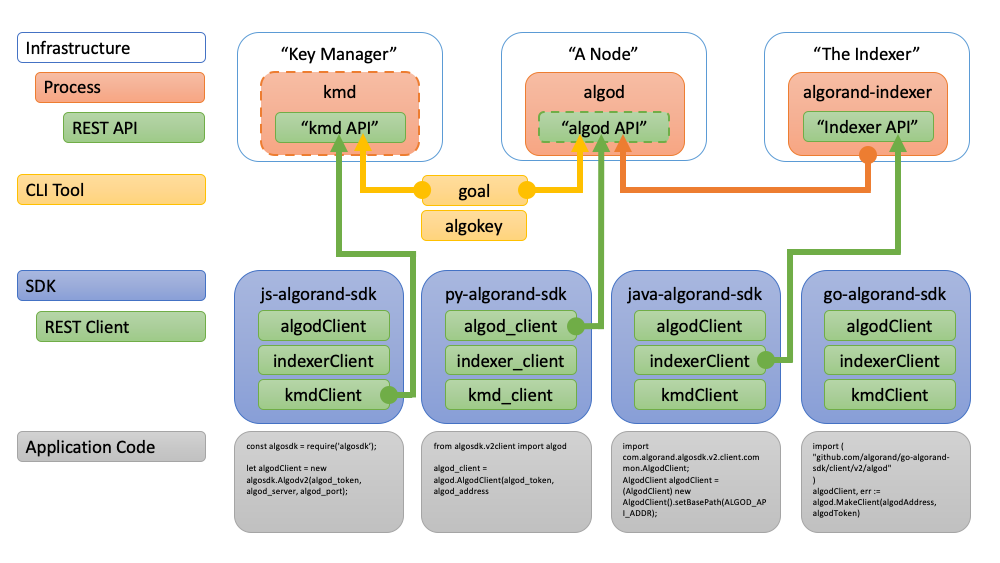 Infrastructure
Process
REST API
CLI Tool
SDK
REST Client
Application Code
“Key Manager”
kmd
“kmd API”
“A Node”
algod
“algod API”
“The Indexer”
algorand-indexer
“Indexer API”
goal
algokey
js-algorand-sdk
algodClient
indexerClient
kmdClient
py-algorand-sdk
algod_client
indexer_client
kmd_client
java-algorand-sdk
algodClient
indexerClient
kmdClient
go-algorand-sdk
algodClient
indexerClient
kmdClient
const algosdk = require('algosdk');
let algodClient = new
algosdk.Algodv2(algod_token,
algod_server, algod_port);
from algosdk.v2client import algod
algod_client =
algod.AlgodClient(algod_token,
algod_address
import
com.algorand.algosdk.v2.client.com
mon.AlgodClient;
AlgodClient algodClient =
(AlgodClient) new
AlgodClient().setBasePath(ALGOD_AP
I_ADDR);
import (
"github.com/algorand/go-algorand-
sdk/client/v2/algod"
)
algodClient, err :=
algod.MakeClient(algodAddress,
algodToken)